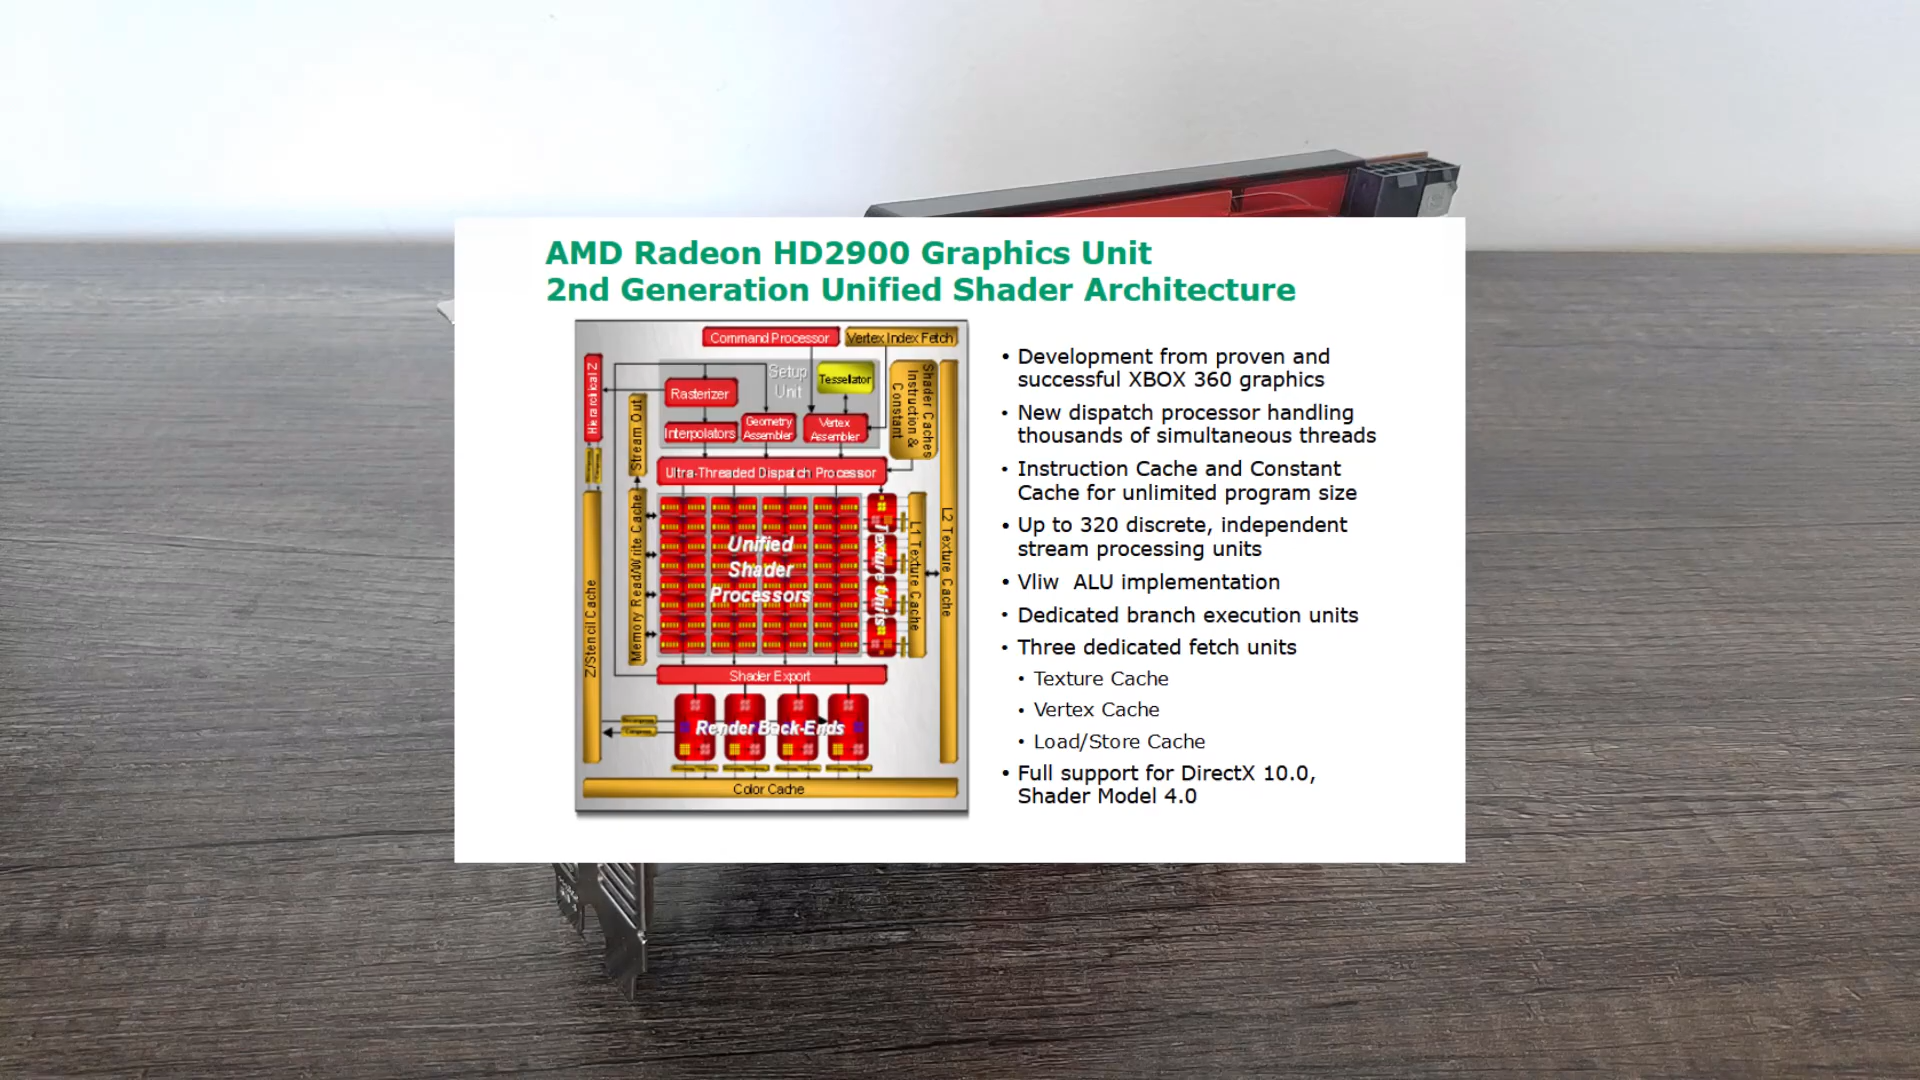 AMD Radeon HD2900 Graphics Unit
2nd Generation Unified Shader Architecture
Command Processor
Vertex Index Fetch
Hierarchical Z
Setup
Unit
Tessellator
Shader Caches
Instruction &
Constant
Rasterizer
Stream Out
Interpolators
Geometry
Assembler
Vertex
Assembler
Ultra-Threaded Dispatch Processor
Memory Read/Write Cache
Unified
Shader
Processors
Texture Units
L1 Texture Cache
L2 Texture Cache
Z/Stencil Cache
Shader Export
Render Back-Ends
Color Cache
• Development from proven and
successful XBOX 360 graphics
• New dispatch processor handling
thousands of simultaneous threads
• Instruction Cache and Constant
Cache for unlimited program size
• Up to 320 discrete, independent
stream processing units
• Vliw ALU implementation
• Dedicated branch execution units
• Three dedicated fetch units
• Texture Cache
• Vertex Cache
• Load/Store Cache
• Full support for DirectX 10.0,
Shader Model 4.0